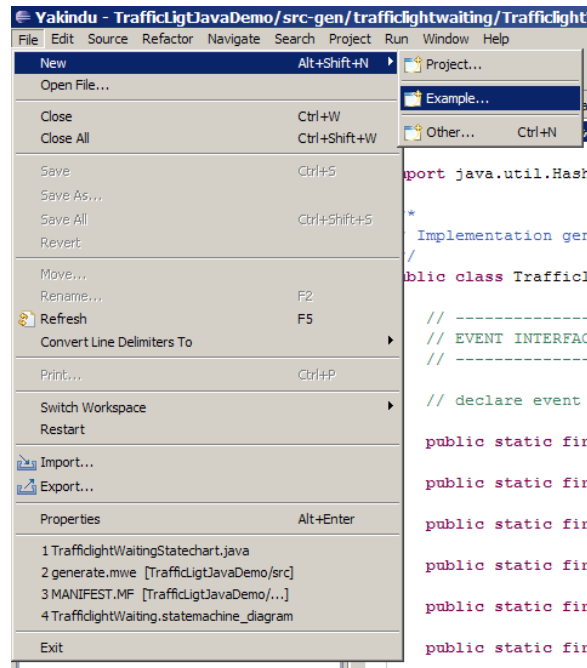 Yakindu - TrafficLigtJavaDemo/src-gen/trafficlightwaiting/Trafficlight
File Edit Source Refactor Navigate Search Project Run Window Help
New Alt+Shift+N
Project...
Open File...
Example...
Close Ctrl+W
Close All Ctrl+Shift+W
Other... Ctrl+N
Save Ctrl+S
port java.util.Hash
Save As...
*
Save All Ctrl+Shift+S
Implementation gen
Revert
/
Move...
blic class Trafficl
Rename... F2
Refresh F5
// --------------
Convert Line Delimiters To
// EVENT INTERFAC
// --------------
Print... Ctrl+P
Switch Workspace
// declare event
Restart
public static fin
Import...
Export...
public static fin
Properties Alt+Enter
public static fin
1 TrafficlightWaitingStatechart.java
2 generate.mwe [TrafficLigtJavaDemo/src]
public static fin
3 MANIFEST.MF [TrafficLigtJavaDemo/...]
4 TrafficlightWaiting.statemachine_diagram
public static fin
Exit
public static fin